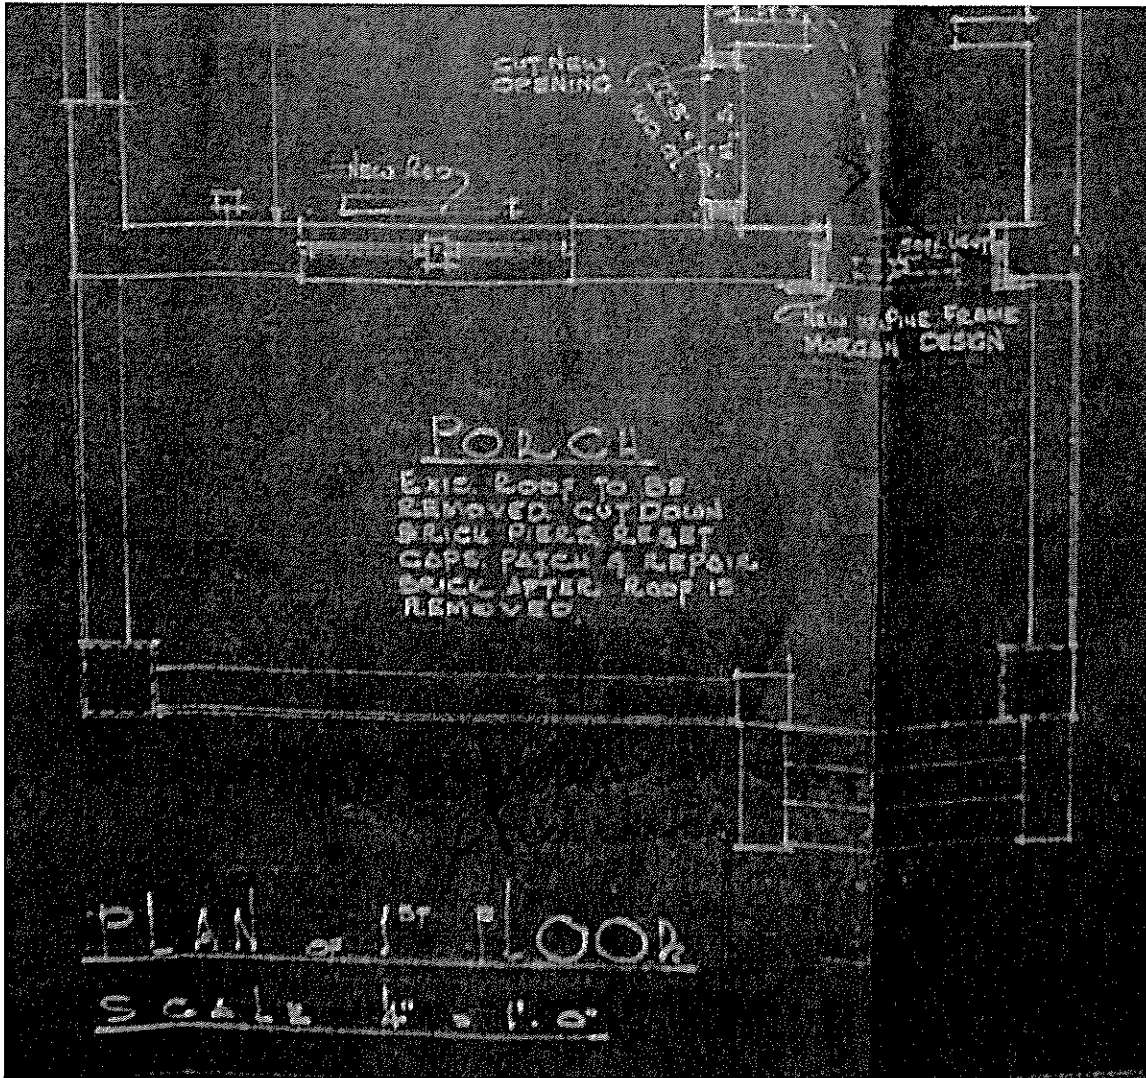 CUT NEW
OPENING
NEW RAD
NEW W. PINE FRAME
MORGAN DESIGN
PORCH
EXIS. ROOF TO BE
REMOVED CUT DOWN
BRICK PIERS, RESET
CAPS PATCH & REPAIR
BRICK AFTER ROOF IS
REMOVED.
PLAN OF 1ST FLOOR
SCALE ¼" = 1'. 0"